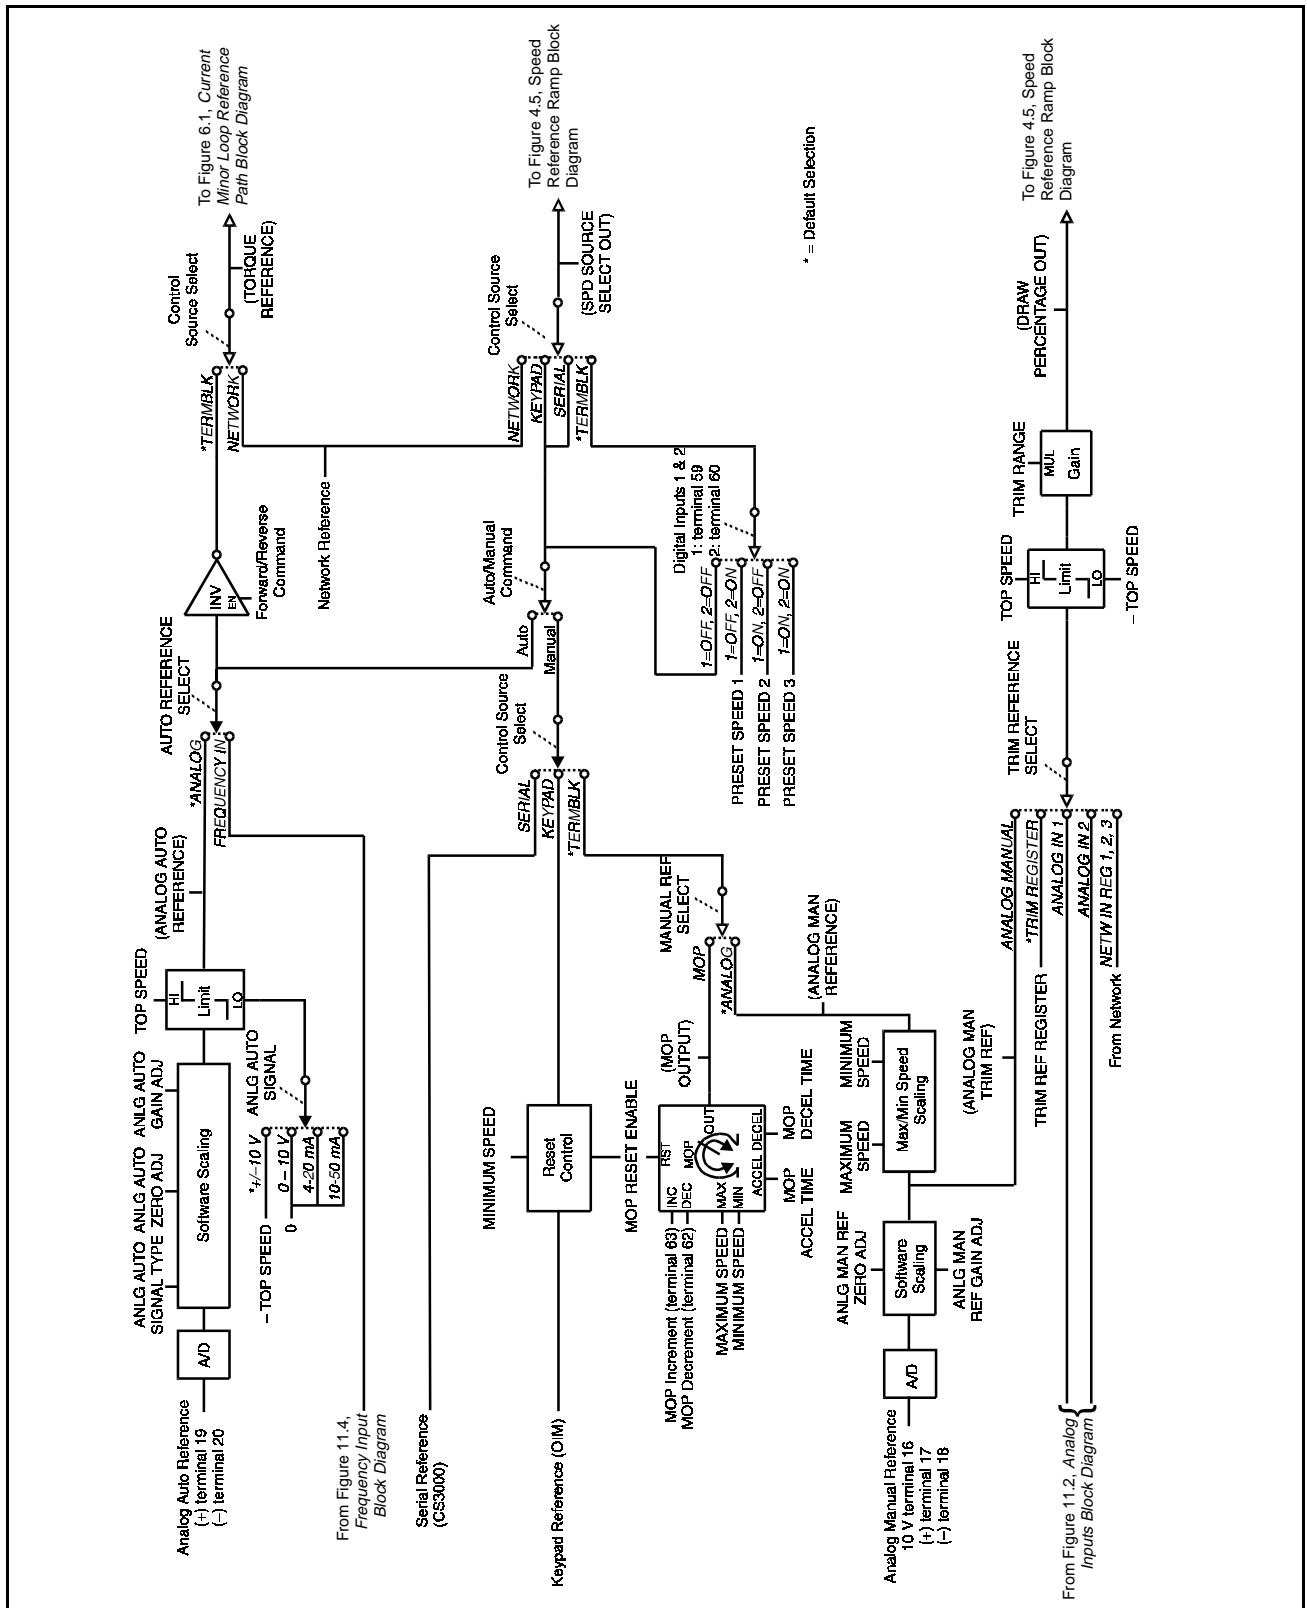 Analog Auto Reference
(+) terminal 19
(–) terminal 20
A/D
ANLG AUTO
SIGNAL TYPE
ANLG AUTO
ZERO ADJ
ANLG AUTO
GAIN ADJ
Software Scaling
TOP SPEED
HI
Limit
LO
(ANALOG AUTO
REFERENCE)
ANLG AUTO
SIGNAL
– TOP SPEED
0
*+/–10 V
0 – 10 V
4-20 mA
10-50 mA
*ANALOG
FREQUENCY IN
AUTO REFERENCE
SELECT
INV
EN
Forward/Reverse
Command
*TERMBLK
NETWORK
Control
Source Select
(TORQUE
REFERENCE)
To Figure 6.1, Current
Minor Loop Reference
Path Block Diagram
From Figure 11.4,
Frequency Input
Block Diagram
Network Reference
Serial Reference
(CS3000)
Keypad Reference (OIM)
MINIMUM SPEED
Reset
Control
SERIAL
KEYPAD
*TERMBLK
Control Source
Select
Auto
Manual
Auto/Manual
Command
NETWORK
KEYPAD
SERIAL
*TERMBLK
Control Source
Select
(SPD SOURCE
SELECT OUT)
To Figure 4.5, Speed
Reference Ramp Block
Diagram
MOP RESET ENABLE
MOP Increment (terminal 63)
MOP Decrement (terminal 62)
MAXIMUM SPEED
MINIMUM SPEED
INC
DEC
MAX
MIN
RST
MOP
OUT
ACCEL
DECEL
MOP
ACCEL TIME
MOP
DECEL TIME
(MOP
OUTPUT)
MOP
*ANALOG
MANUAL REF
SELECT
(ANALOG MAN
REFERENCE)
Digital Inputs 1 & 2
1: terminal 59
2: terminal 60
1=OFF, 2=OFF
1=OFF, 2=ON
1=ON, 2=OFF
1=ON, 2=ON
PRESET SPEED 1
PRESET SPEED 2
PRESET SPEED 3
* = Default Selection
Analog Manual Reference
10 V terminal 16
(+) terminal 17
(–) terminal 18
A/D
ANLG MAN REF
ZERO ADJ
Software
Scaling
ANLG MAN
REF GAIN ADJ
MAXIMUM
SPEED
MINIMUM
SPEED
Max/Min Speed
Scaling
(ANALOG MAN
TRIM REF)
TRIM REF REGISTER
From Figure 11.2, Analog
Inputs Block Diagram
From Network
ANALOG MANUAL
*TRIM REGISTER
ANALOG IN 1
ANALOG IN 2
NETW IN REG 1, 2, 3
TRIM REFERENCE
SELECT
TOP SPEED
HI
Limit
LO
– TOP SPEED
TRIM RANGE
MUL
Gain
(DRAW
PERCENTAGE OUT)
To Figure 4.5, Speed
Reference Ramp Block
Diagram